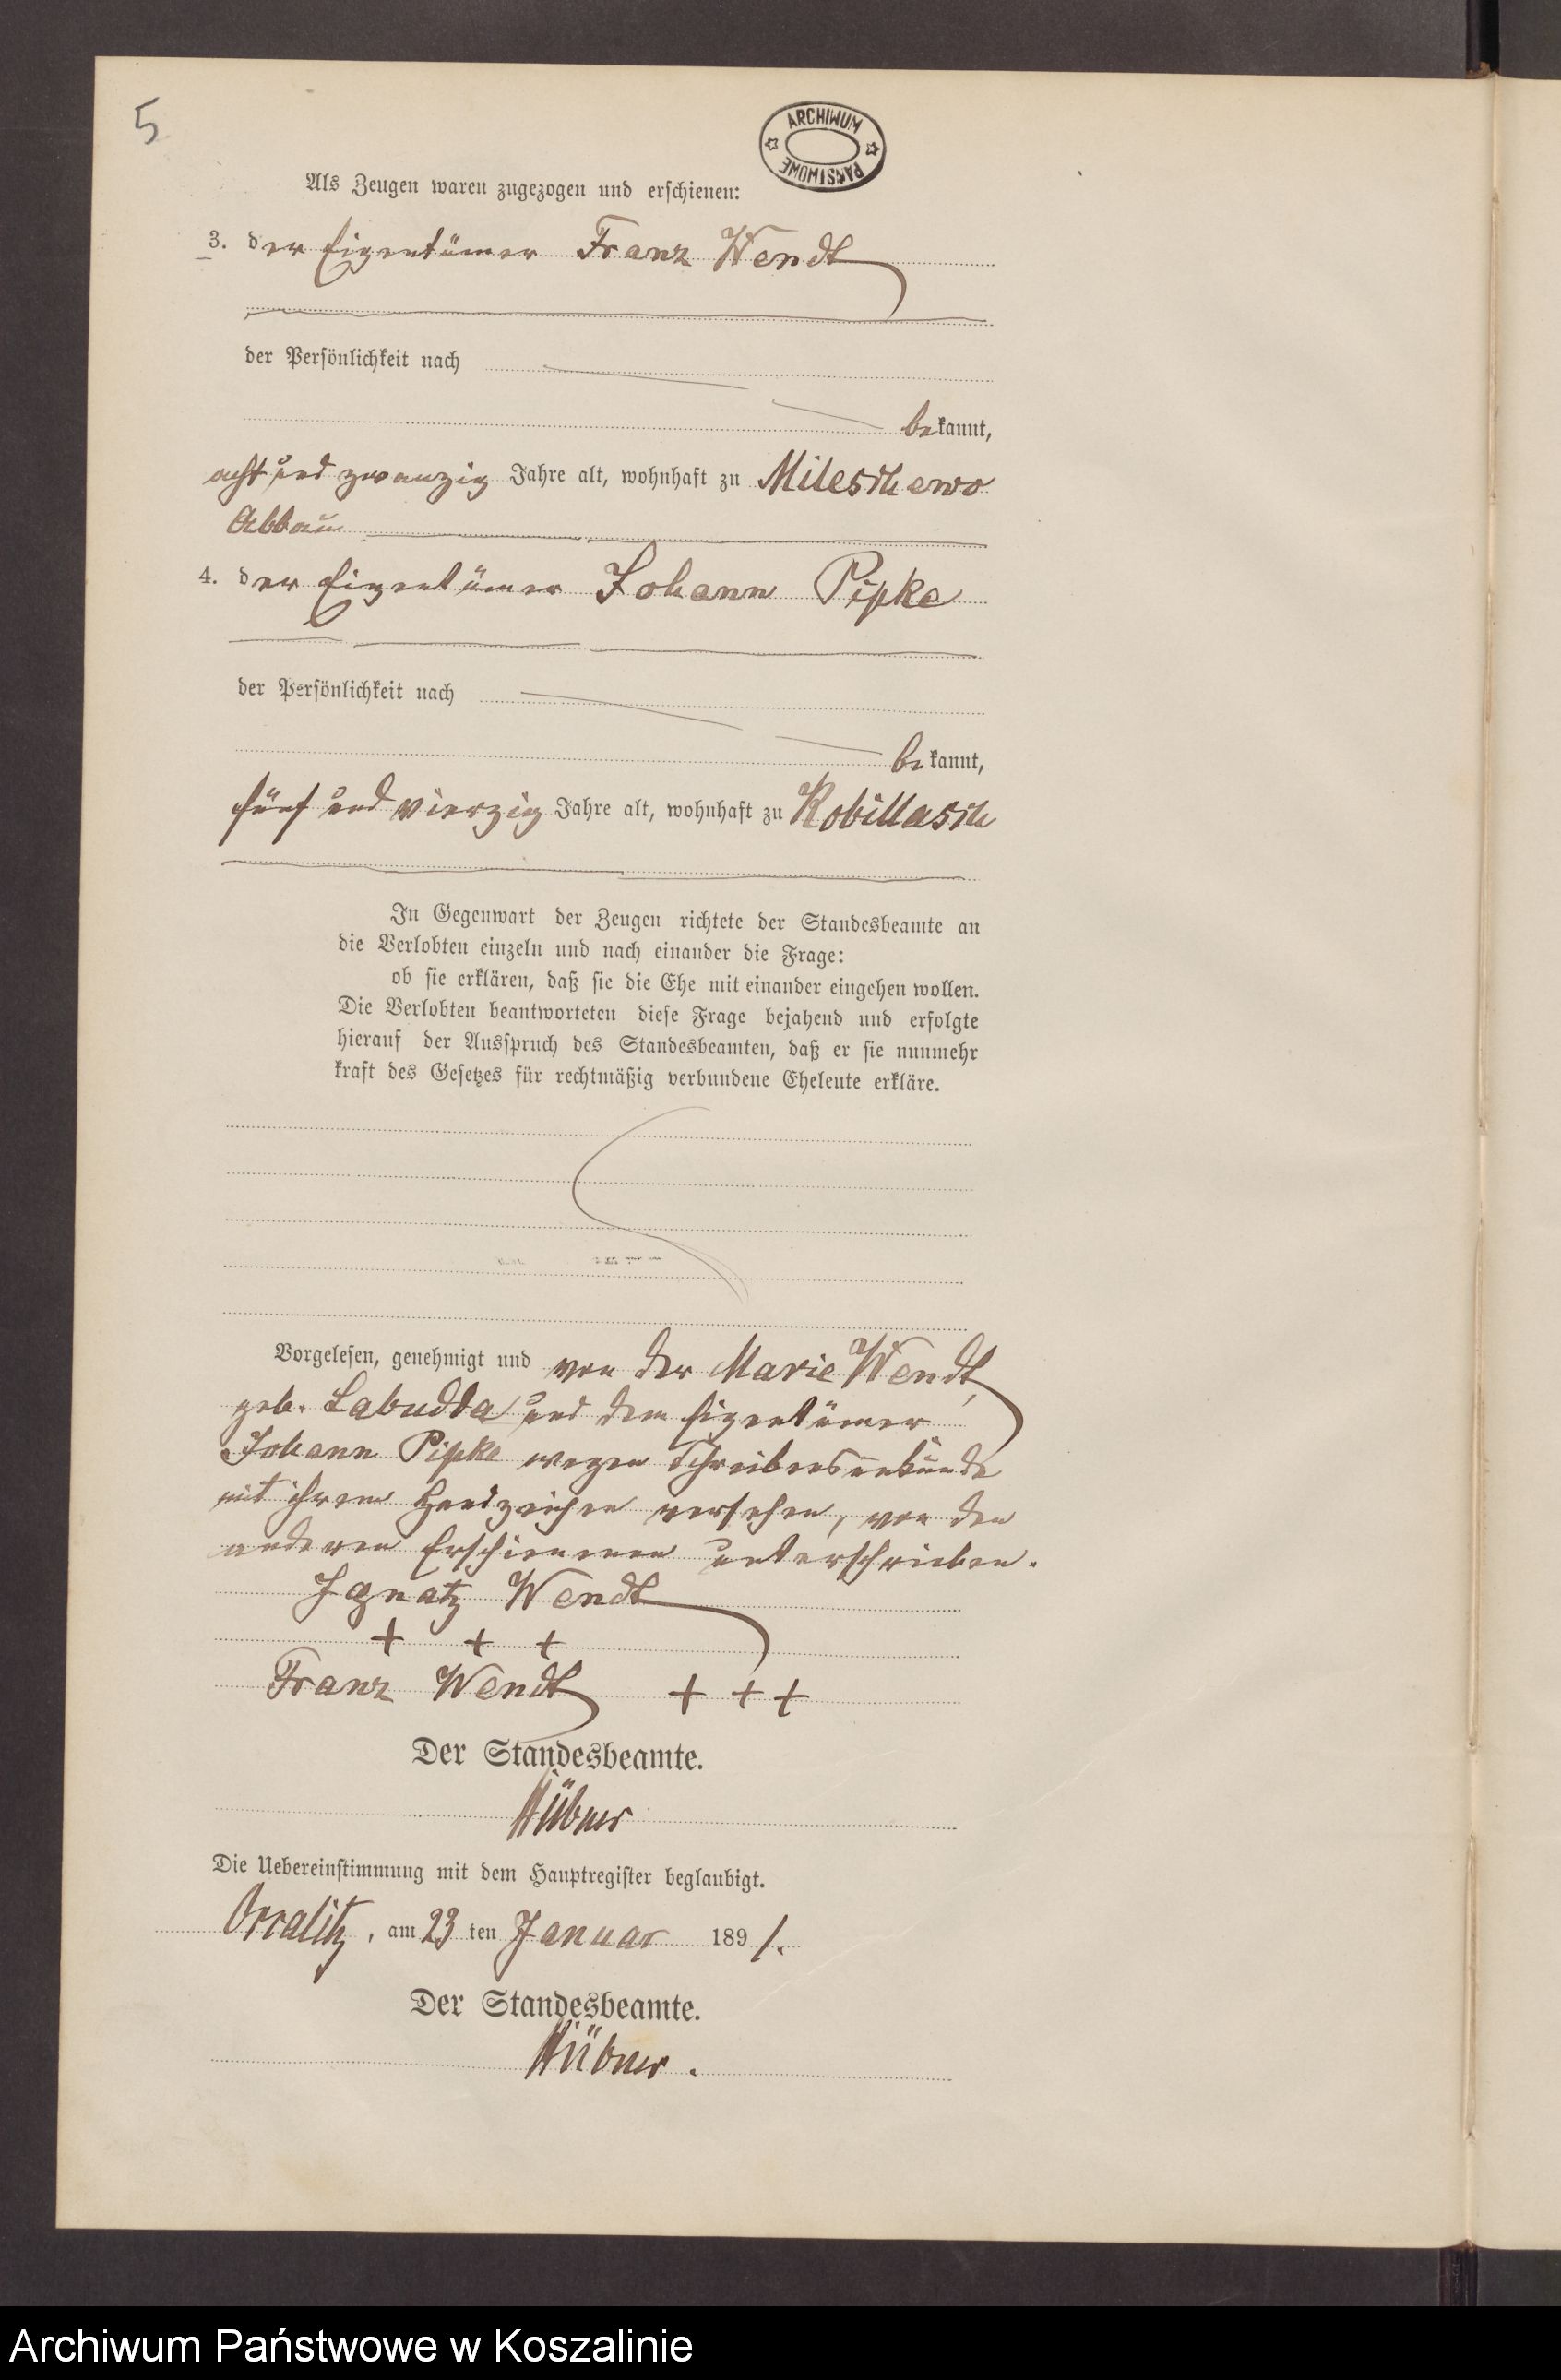 5
ARCHIWUM PAŃSTWOWE
Als Zeugen waren zugezogen und erschienen:
3. der Eigentümer Franz Wendt
der Persönlichkeit nach
bekannt,
acht und zwanzig Jahre alt, wohnhaft zu Mileschewo
Abbau
4. der Eigentümer Johann Pipke
der Persönlichkeit nach
bekannt,
fünf und vierzig Jahre alt, wohnhaft zu Kobillasch
In Gegenwart der Zeugen richtete der Standesbeamte an
die Verlobten einzeln und nach einander die Frage:
ob sie erklären, daß sie die Ehe mit einander eingehen wollen.
Die Verlobten beantworteten diese Frage bejahend und erfolgte
hierauf der Ausspruch des Standesbeamten, daß er sie nunmehr
kraft des Gesetzes für rechtmäßig verbundene Eheleute erkläre.
Vorgelesen, genehmigt und von der Marie Wendt,
geb. Labudda und dem Eigentümer
Johann Pipke wegen Schreibensunkunde
mit ihrem Handzeichen versehen, von den
anderen Erschienenen unterschrieben.
Ignatz Wendt
+ + +
Franz Wendt + + +
Der Standesbeamte.
Hübner
Die Uebereinstimmung mit dem Hauptregister beglaubigt.
, am 23 ten Januar 1891.
Der Standesbeamte.
Hübner.
Archiwum Państwowe w Koszalinie